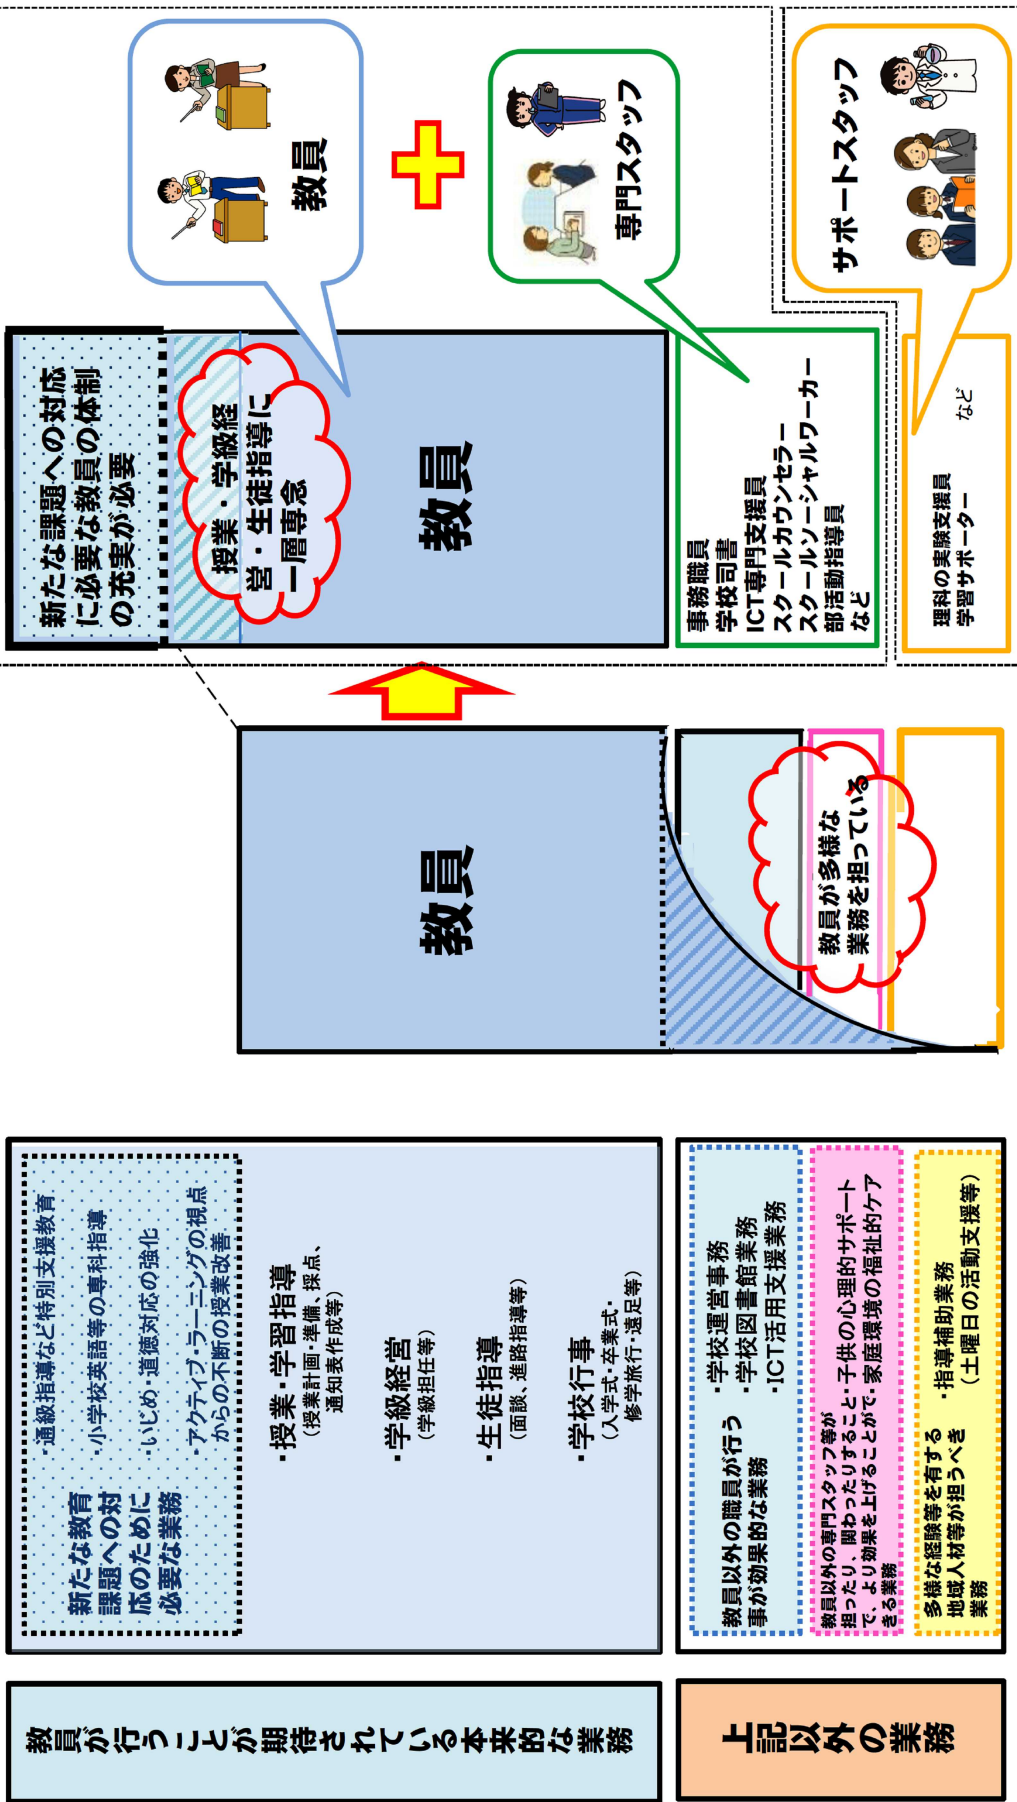 教員が行うことが期待されている本来的な業務
新たな教育
課題への対
応のために
必要な業務
・通級指導など特別支援教育
・小学校英語等の専科指導
・いじめ・道徳対応の強化
・アクティブ・ラーニングの視点
からの不断の授業改善
・授業・学習指導
（授業計画・準備、採点、
通知表作成等）
・学級経営
（学級担任等）
・生徒指導
（面談、進路指導等）
・学校行事
（入学式・卒業式・
修学旅行・遠足等）
上記以外の業務
教員以外の職員が行う
事が効果的な業務
・学校運営事務
・学校図書館業務
・ICT活用支援業務
教員以外の専門スタッフ等が
担ったり、関わったりすること
で、より効果を上げることがで
きる業務
・子供の心理的サポート
・家庭環境の福祉的ケア
多様な経験等を有する
地域人材等が担うべき
業務
・指導補助業務
（土曜日の活動支援等）
教員
教員が多様な
業務を担っている
新たな課題への対応
に必要な教員の体制
の充実が必要
授業・学級経
営・生徒指導に
一層専念
教員
事務職員
学校司書
ICT専門支援員
スクールカウンセラー
スクールソーシャルワーカー
部活動指導員
など
理科の実験支援員
学習サポーター
など
教員
専門スタッフ
サポートスタッフ